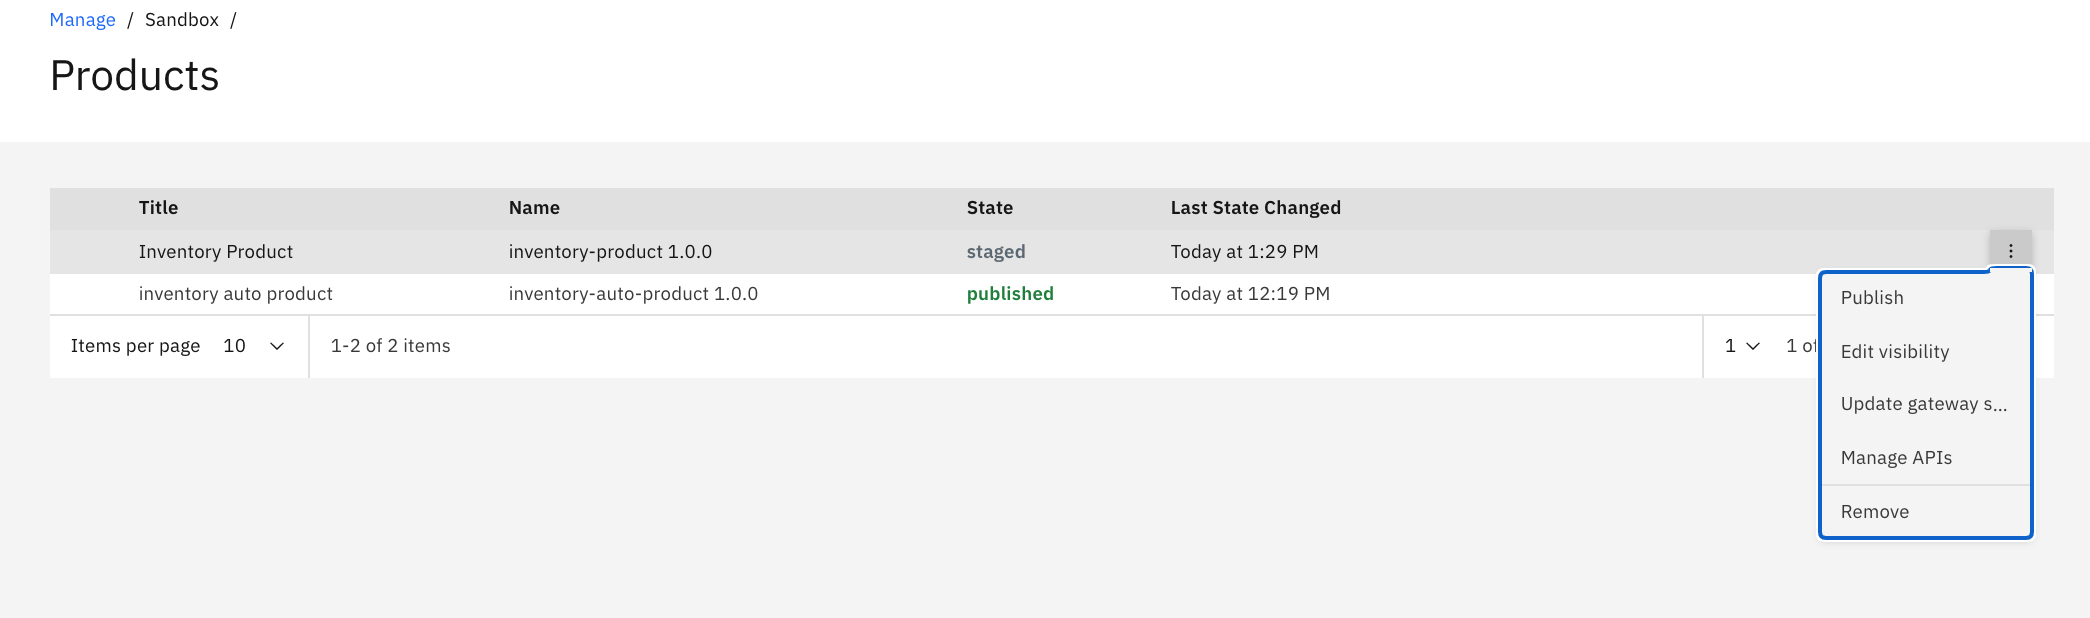 Manage / Sandbox /
Products
Title Name State Last State Changed
Inventory Product inventory-product 1.0.0 staged Today at 1:29 PM
inventory auto product inventory-auto-product 1.0.0 published Today at 12:19 PM
Items per page 10 1-2 of 2 items 1 1 of
Publish
Edit visibility
Update gateway s...
Manage APIs
Remove